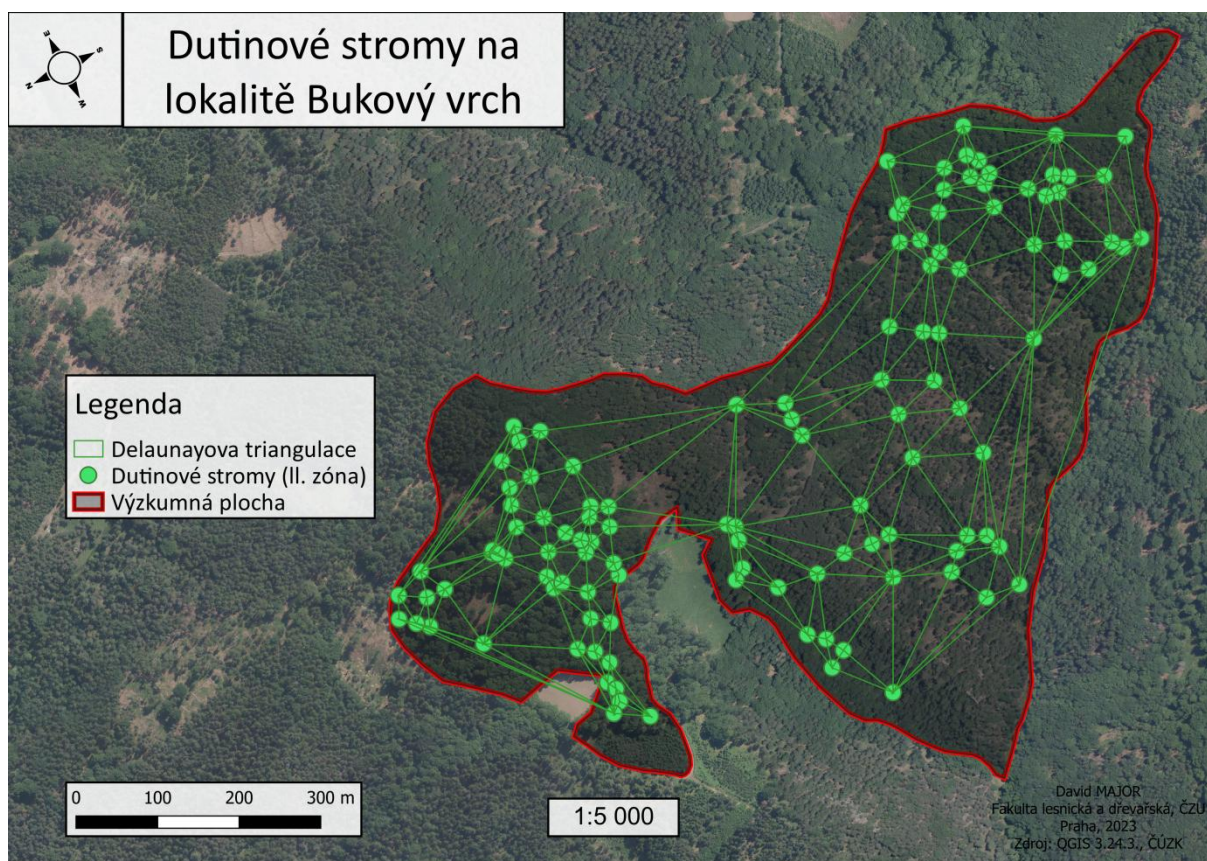 E
S
N
W
Dutinové stromy na
lokalitě Bukový vrch
Legenda
Delaunayova triangulace
Dutinové stromy (II. zóna)
Výzkumná plocha
0 100 200 300 m
1:5 000
David MAJOR
Fakulta lesnická a dřevařská, ČZU
Praha, 2023
Zdroj: QGIS 3.24.3., ČÚZK